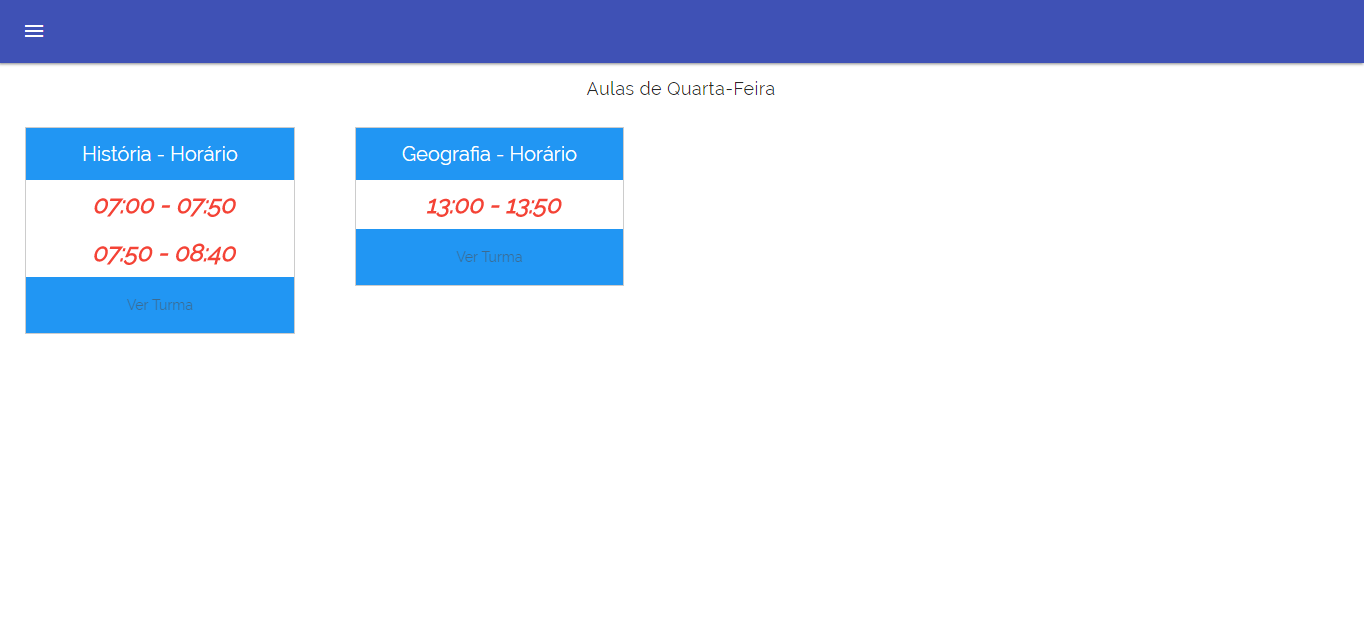 Aulas de Quarta-Feira
História - Horário
07:00 - 07:50
07:50 - 08:40
Ver Turma
Geografia - Horário
13:00 - 13:50
Ver Turma